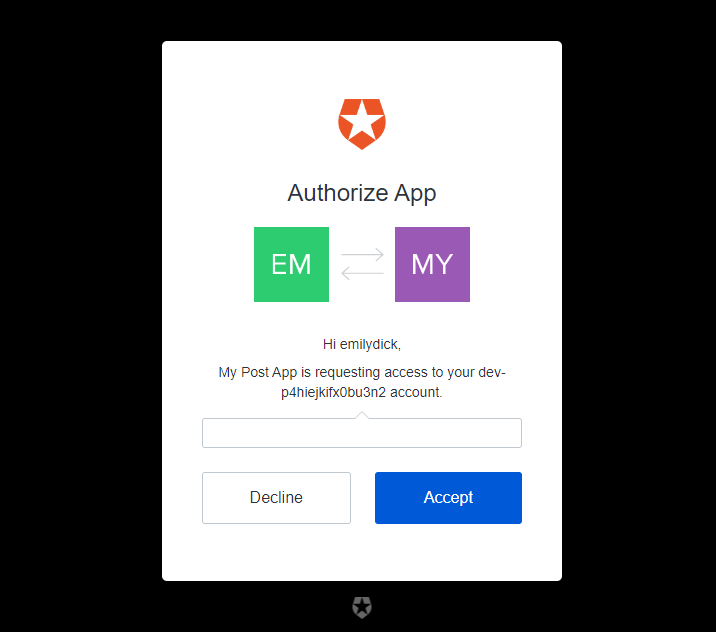 Authorize App
EM
MY
Hi emilydick,
My Post App is requesting access to your dev-
p4hiejkifx0bu3n2 account.
Decline
Accept